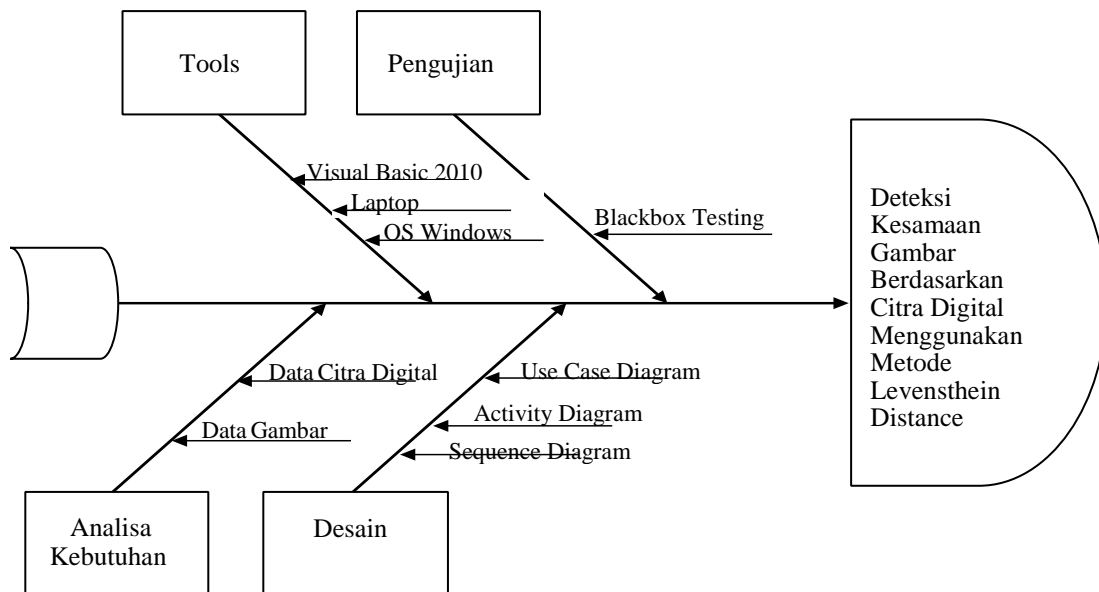 Tools
Pengujian
Visual Basic 2010
Laptop
OS Windows
Blackbox Testing
Deteksi
Kesamaan
Gambar
Berdasarkan
Citra Digital
Menggunakan
Metode
Levensthein
Distance
Data Citra Digital
Data Gambar
Use Case Diagram
Activity Diagram
Sequence Diagram
Analisa
Kebutuhan
Desain